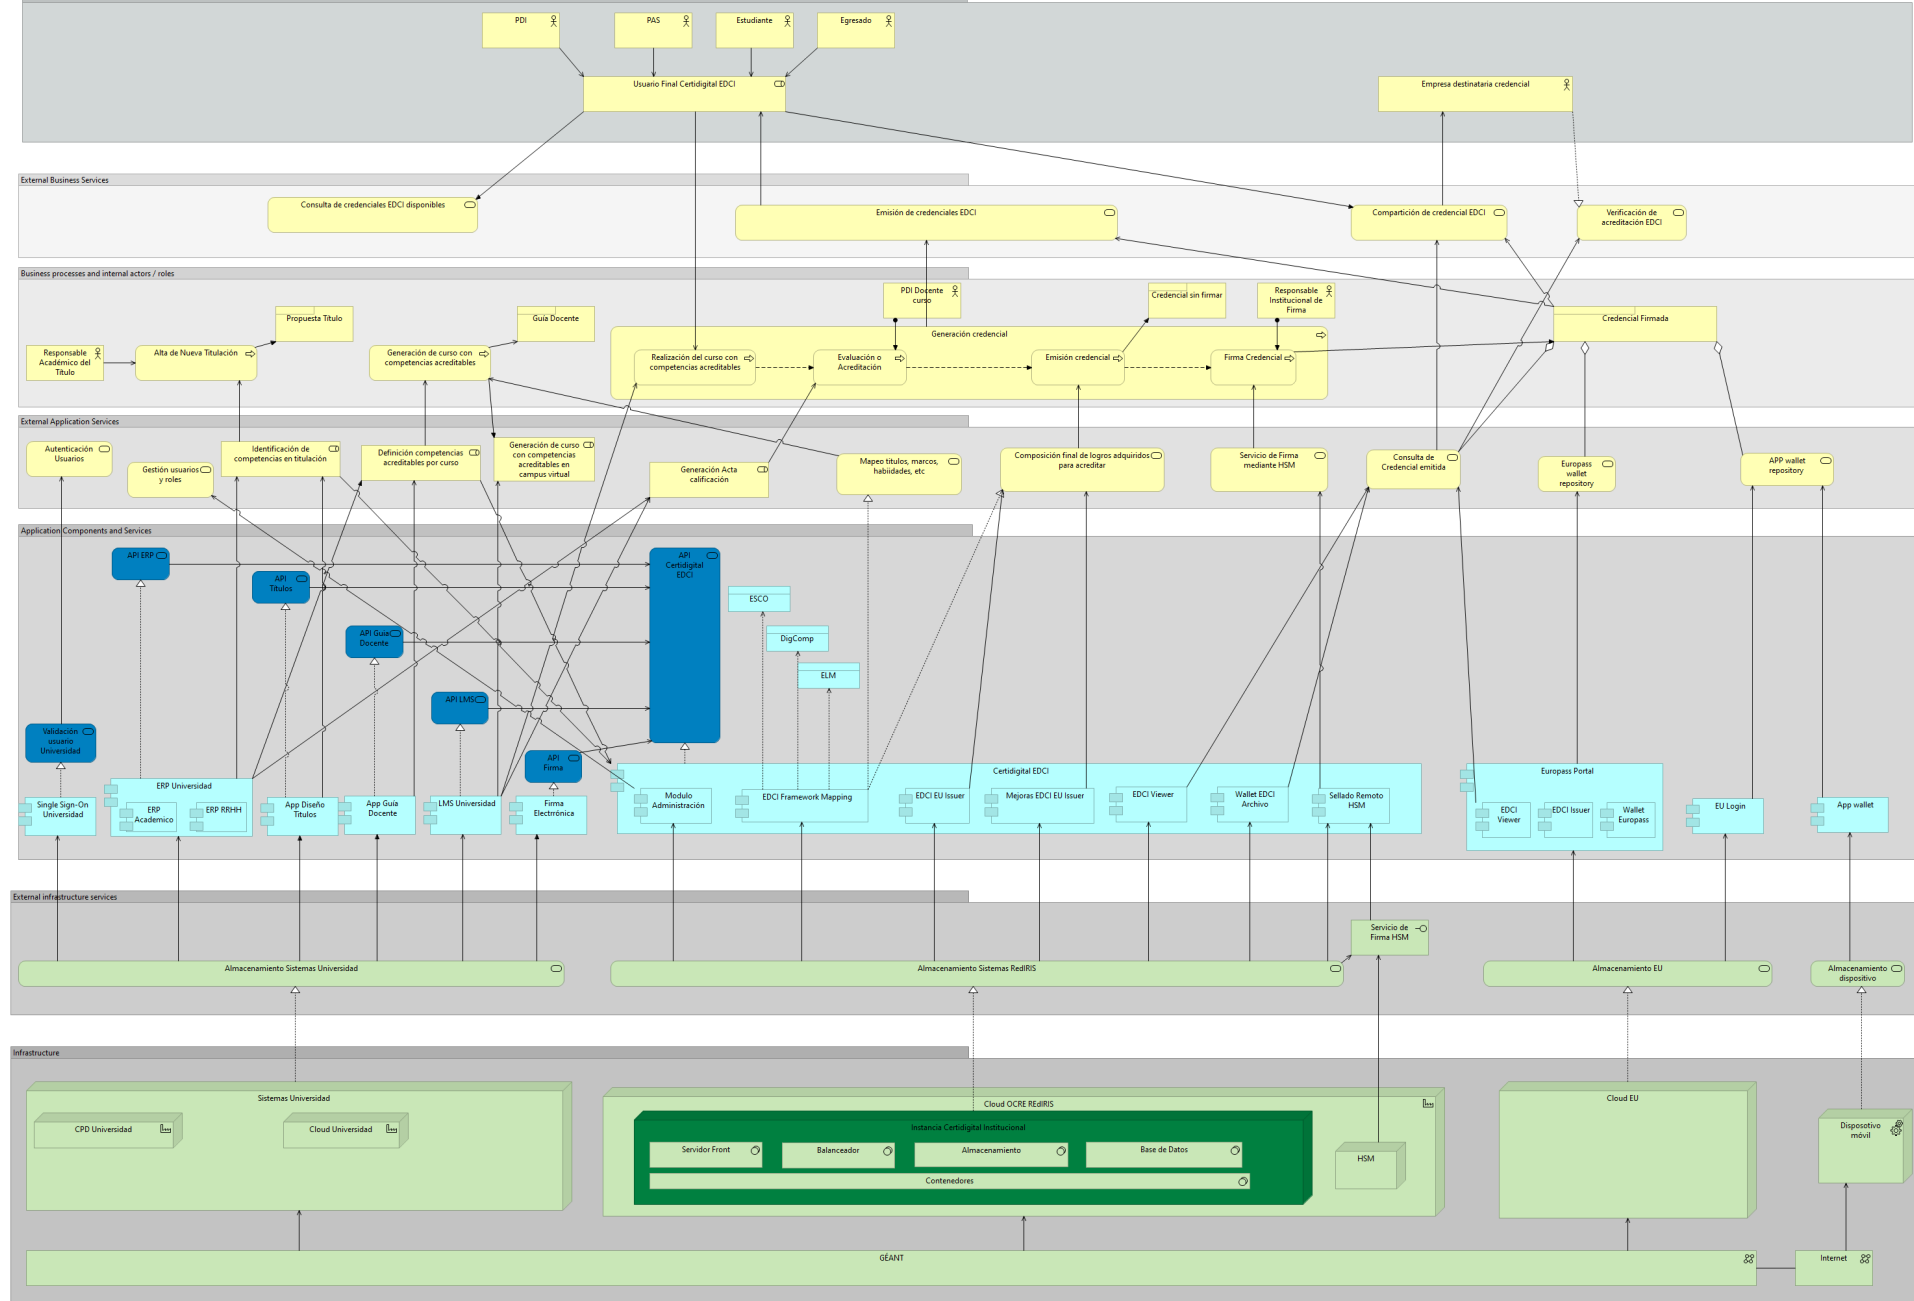 PDI
PAS
Estudiante
Egresado
Usuario Final Certidigital EDCI
Empresa destinataria credencial
External Business Services
Consulta de credenciales EDCI disponibles
Emisión de credenciales EDCI
Compartición de credencial EDCI
Verificación de
acreditación EDCI
Business processes and internal actors / roles
PDI Docente
curso
Credencial sin firmar
Responsable
Institucional de
Firma
Propuesta Título
Guía Docente
Credencial Firmada
Generación credencial
Responsable
Académico del
Título
Alta de Nueva Titulación
Generación de curso con
competencias acreditables
Realización del curso con
competencias acreditables
Evaluación o
Acreditación
Emisión credencial
Firma Credencial
External Application Services
Autenticación
Usuarios
Gestión usuarios
y roles
Identificación de
competencias en titulación
Definición competencias
acreditables por curso
Generación de curso
con competencias
acreditables en
campus virtual
Generación Acta
calificación
Mapeo titulos, marcos,
habiidades, etc
Composición final de logros adquiridos
para acreditar
Servicio de Firma
mediante HSM
Consulta de
Credencial emitida
Europass
wallet
repository
APP wallet
repository
Application Components and Services
API ERP
API
Títulos
API Guia
Docente
API LMS
API
Firma
API
Certidigital
EDCI
ESCO
DigComp
ELM
Validación
usuario
Universidad
Single Sign-On
Universidad
ERP Universidad
ERP
Academico
ERP RRHH
App Diseño
Titulos
App Guía
Docente
LMS Universidad
Firma
Electrrónica
Certidigital EDCI
Modulo
Administración
EDCI Framework Mapping
EDCI EU Issuer
Mejoras EDCI EU Issuer
EDCI Viewer
Wallet EDCI
Archivo
Sellado Remoto
HSM
Europass Portal
EDCI
Viewer
EDCI Issuer
Wallet
Europass
EU Login
App wallet
External infrastructure services
Servicio de
Firma HSM
Almacenamiento Sistemas Universidad
Almacenamiento Sistemas RedIRIS
Almacenamiento EU
Almacenamiento
dispositivo
Infrastructure
Sistemas Universidad
CPD Universidad
Cloud Universidad
Cloud OCRE REdIRIS
Instancia Certidigital Institucional
Servidor Front
Balanceador
Almacenamiento
Base de Datos
Contenedores
HSM
Cloud EU
Disposotivo
móvil
GÉANT
Internet